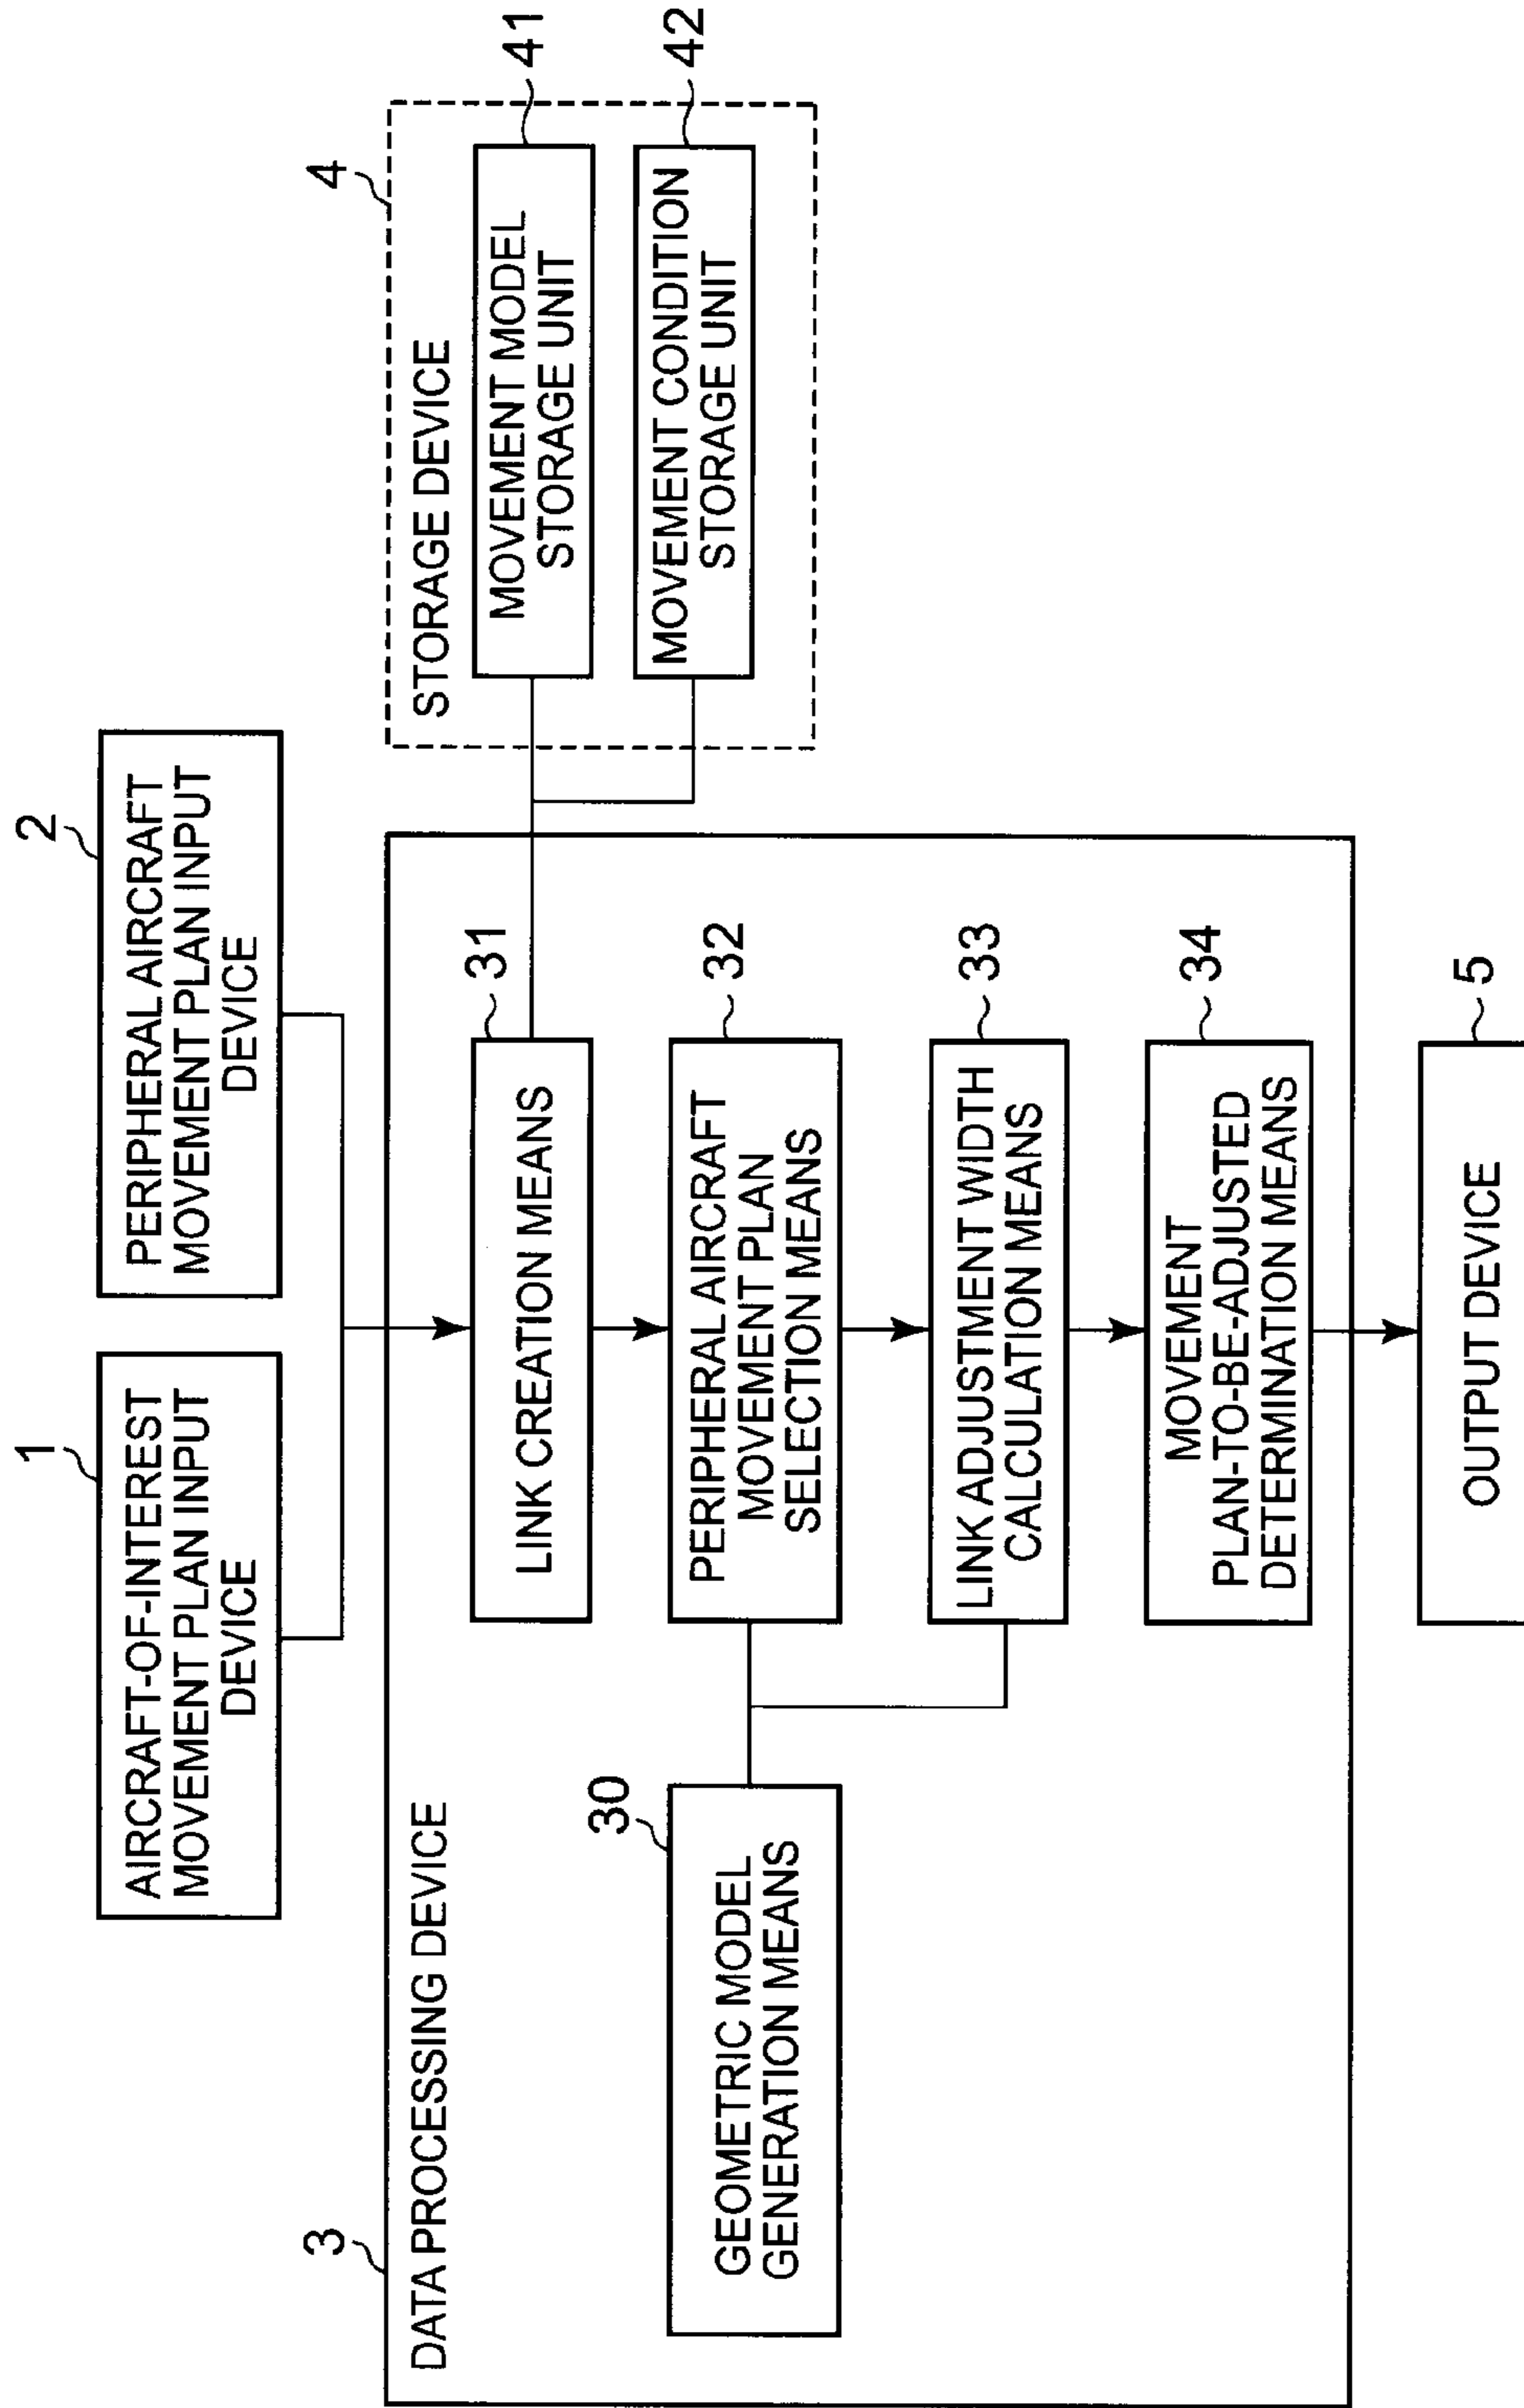 1
AIRCRAFT-OF-INTEREST
MOVEMENT PLAN INPUT
DEVICE
2
PERIPHERAL AIRCRAFT
MOVEMENT PLAN INPUT
DEVICE
3
DATA PROCESSING DEVICE
31
LINK CREATION MEANS
30
GEOMETRIC MODEL
GENERATION MEANS
32
PERIPHERAL AIRCRAFT
MOVEMENT PLAN
SELECTION MEANS
33
LINK ADJUSTMENT WIDTH
CALCULATION MEANS
34
MOVEMENT
PLAN-TO-BE-ADJUSTED
DETERMINATION MEANS
4
STORAGE DEVICE
41
MOVEMENT MODEL
STORAGE UNIT
42
MOVEMENT CONDITION
STORAGE UNIT
5
OUTPUT DEVICE